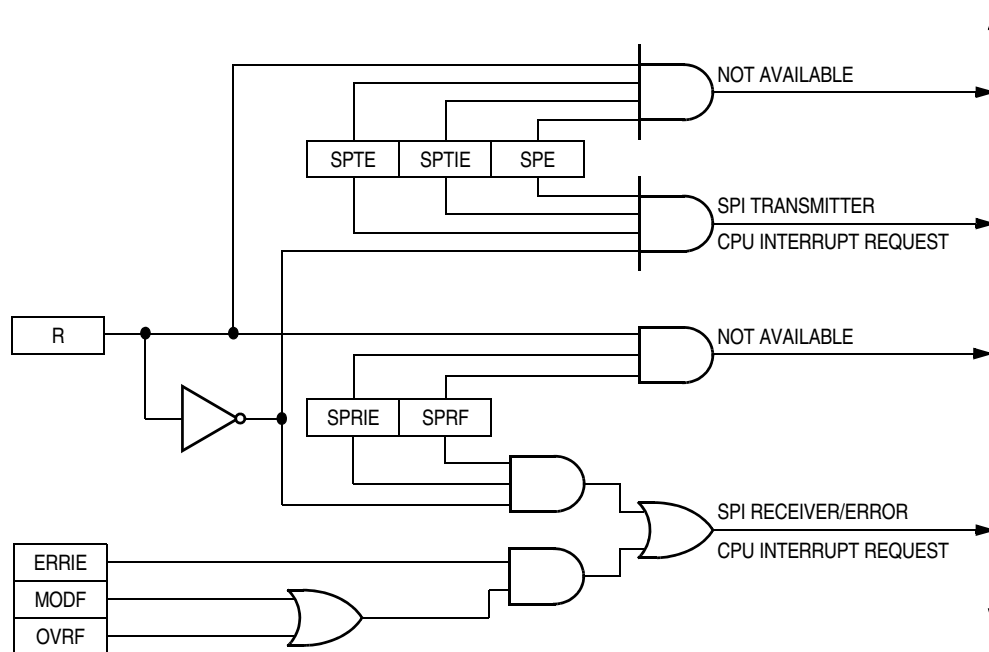 NOT AVAILABLE
SPTE SPTIE SPE
SPI TRANSMITTER
CPU INTERRUPT REQUEST
R
NOT AVAILABLE
SPRIE SPRF
SPI RECEIVER/ERROR
CPU INTERRUPT REQUEST
ERRIE
MODF
OVRF